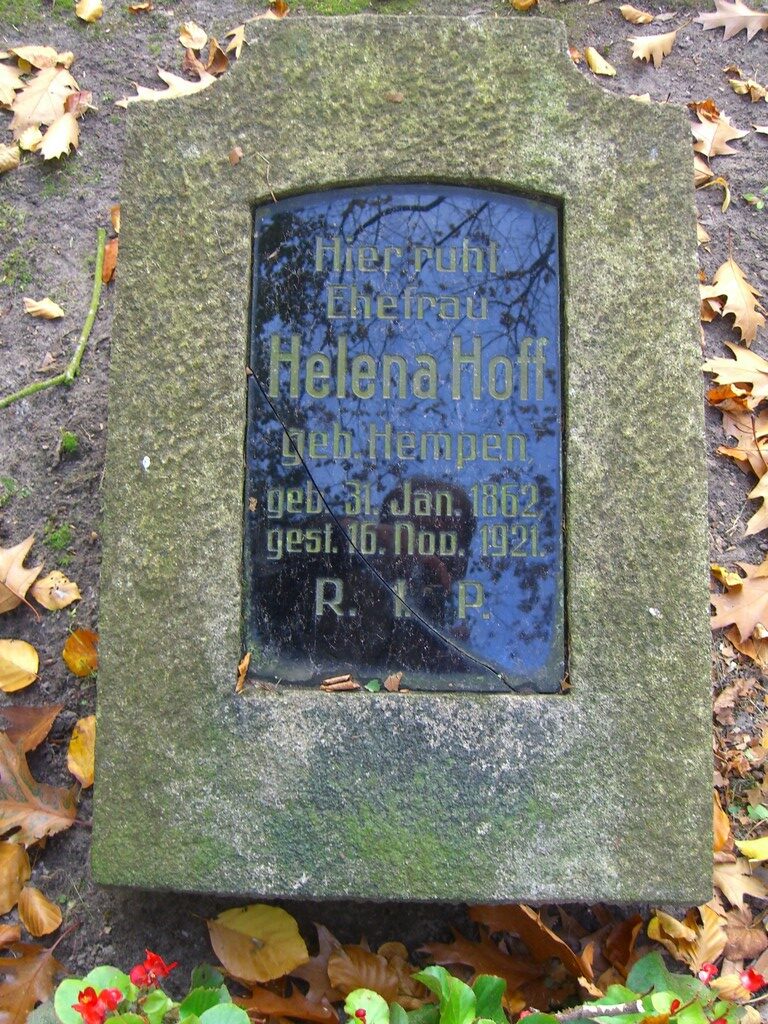 Hier ruht
Ehefrau
Helena Hoff
geb. Hempen
geb. 31. Jan. 1862
gest. 16. Nov. 1921.
R. I. P.